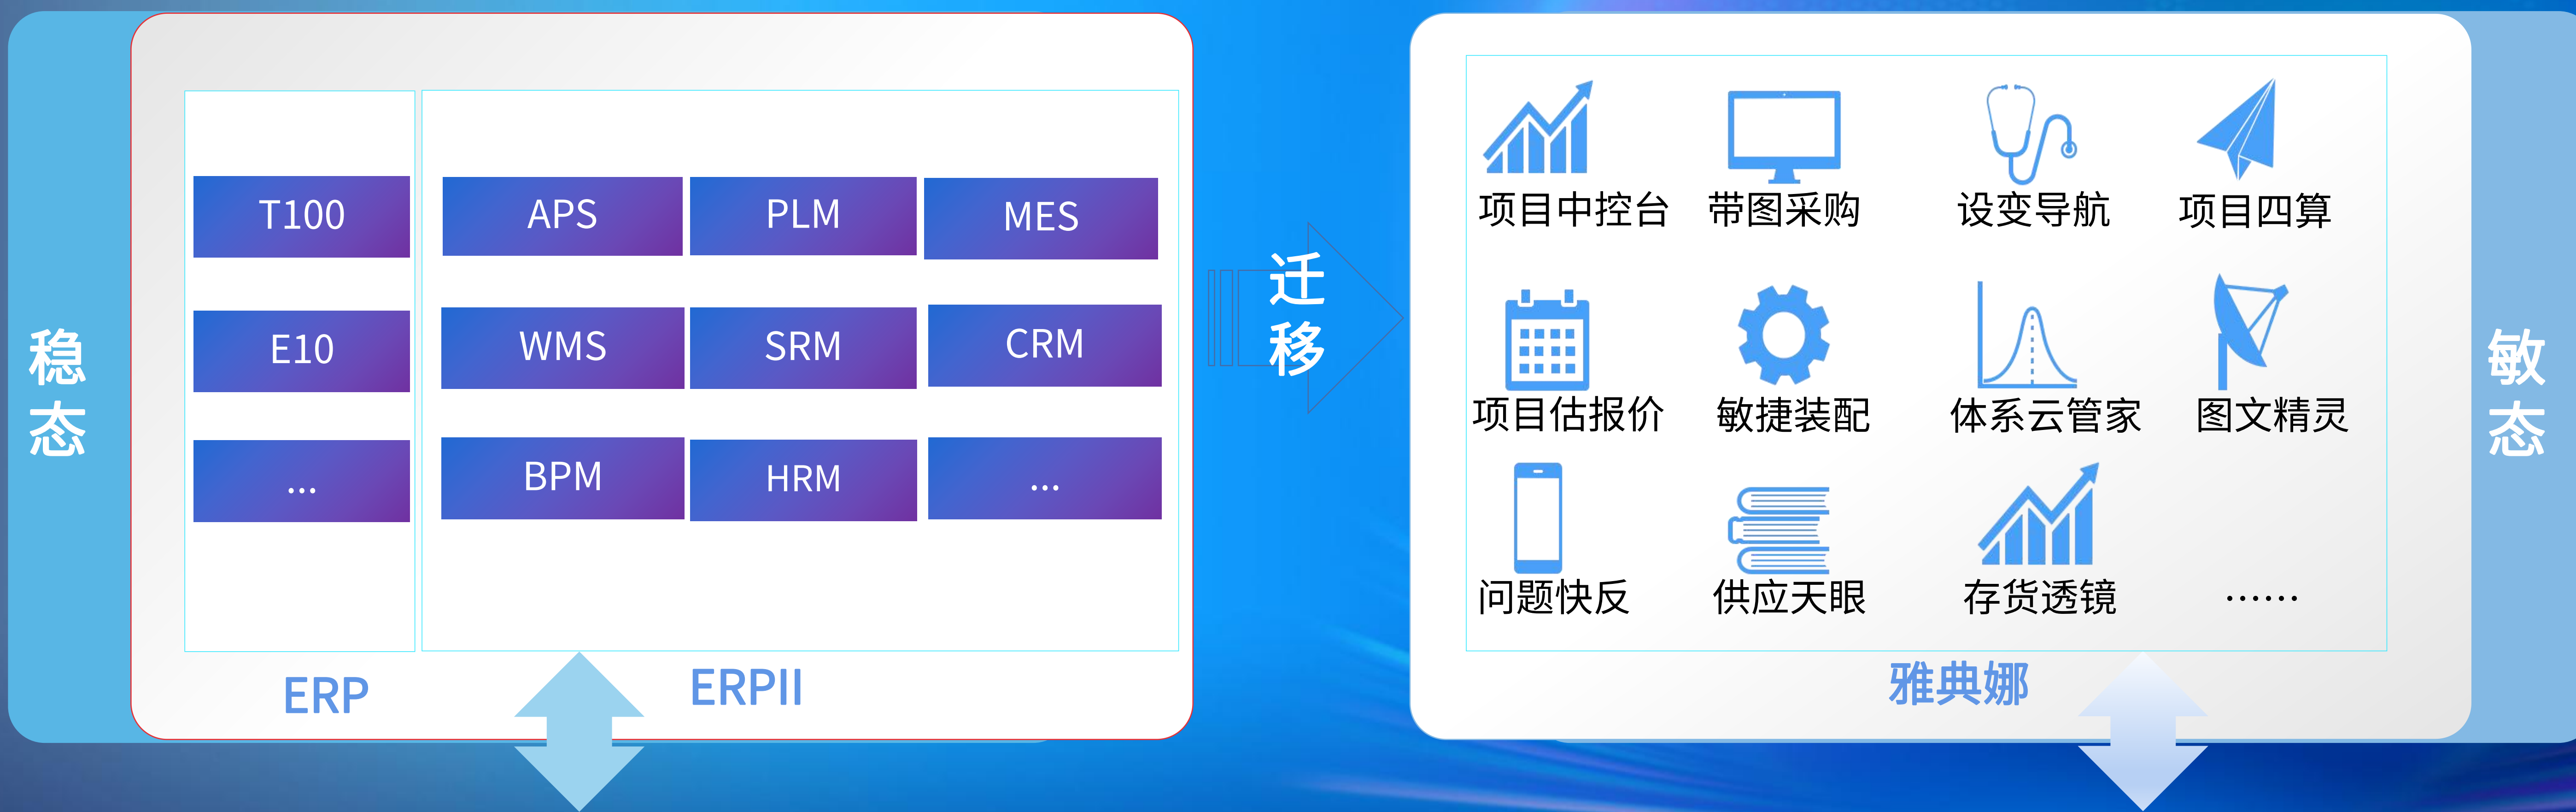 稳态
T100
E10
...
ERP
APS PLM MES
WMS SRM CRM
BPM HRM ...
ERPII
迁移
项目中控台 带图采购 设变导航 项目四算
项目估报价 敏捷装配 体系云管家 图文精灵
问题快反 供应天眼 存货透镜 ......
雅典娜
敏态